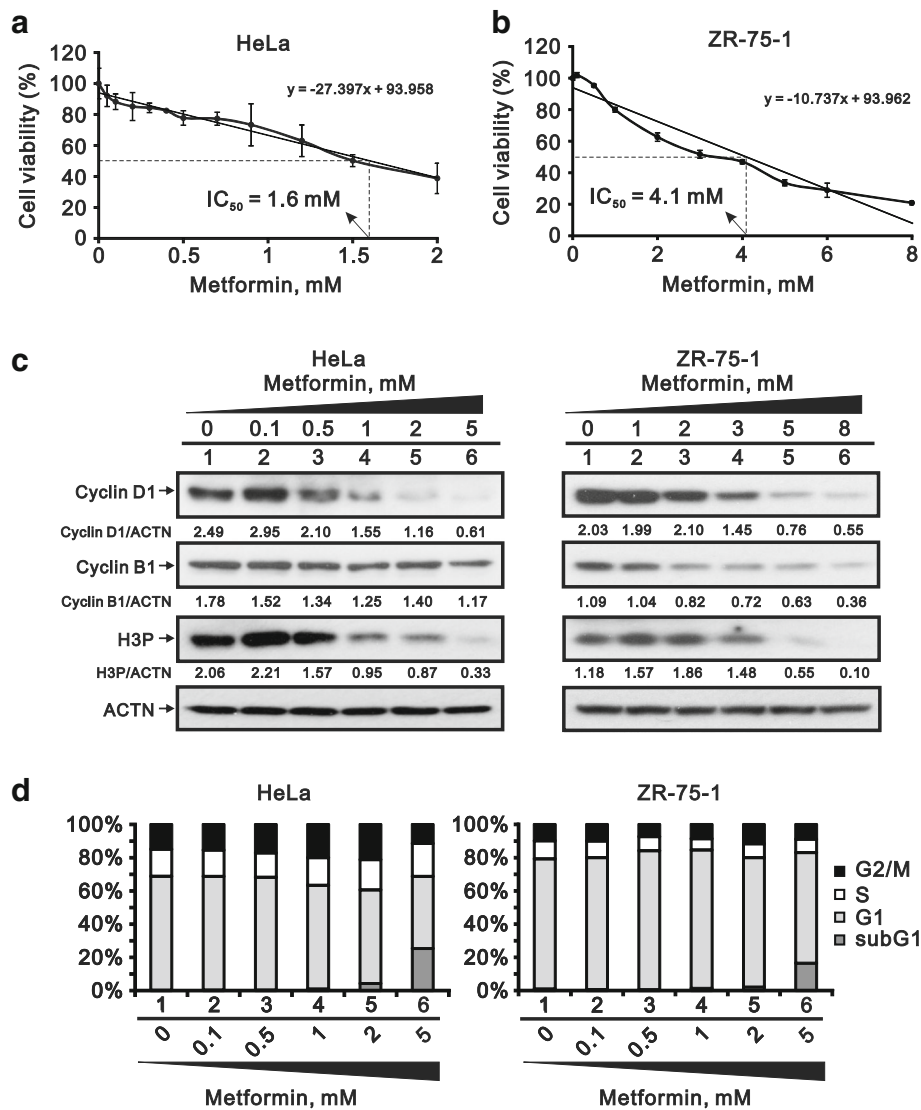 a
HeLa
Cell viability (%)
120
100
80
60
40
20
0
y = -27.397x + 93.958
IC50 = 1.6 mM
0 0.5 1 1.5 2
Metformin, mM
b
ZR-75-1
Cell viability (%)
120
100
80
60
40
20
0
y = -10.737x + 93.962
IC50 = 4.1 mM
0 2 4 6 8
Metformin, mM
c
HeLa
Metformin, mM
0 0.1 0.5 1 2 5
1 2 3 4 5 6
ZR-75-1
Metformin, mM
0 1 2 3 5 8
1 2 3 4 5 6
Cyclin D1
Cyclin D1/ACTN 2.49 2.95 2.10 1.55 1.16 0.61 2.03 1.99 2.10 1.45 0.76 0.55
Cyclin B1
Cyclin B1/ACTN 1.78 1.52 1.34 1.25 1.40 1.17 1.09 1.04 0.82 0.72 0.63 0.36
H3P
H3P/ACTN 2.06 2.21 1.57 0.95 0.87 0.33 1.18 1.57 1.86 1.48 0.55 0.10
ACTN
d
HeLa
100%
80%
60%
40%
20%
0%
1 2 3 4 5 6
0 0.1 0.5 1 2 5
Metformin, mM
ZR-75-1
100%
80%
60%
40%
20%
0%
1 2 3 4 5 6
0 0.1 0.5 1 2 5
Metformin, mM
G2/M
S
G1
subG1